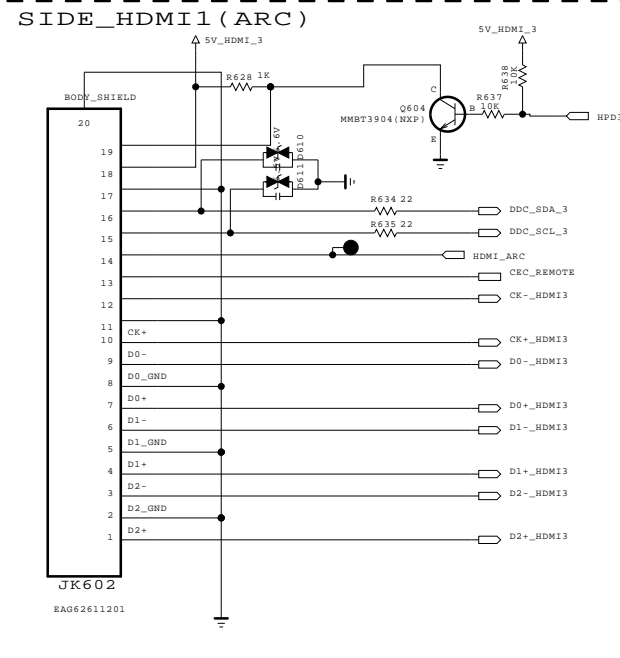 SIDE_HDMI1(ARC)
5V_HDMI_3
5V_HDMI_3
R628 1K
R638
10K
R637
10K
BODY_SHIELD
C
Q604
B
MMBT3904(NXP)
HPD3
E
20
D610
D611
19
18
17
16
15
14
13
12
11
10
9
8
7
6
5
4
3
2
1
R634 22
DDC_SDA_3
R635 22
DDC_SCL_3
HDMI_ARC
CEC_REMOTE
CK-_HDMI3
CK+
CK+_HDMI3
D0-
D0-_HDMI3
D0_GND
D0+
D0+_HDMI3
D1-
D1-_HDMI3
D1_GND
D1+
D1+_HDMI3
D2-
D2-_HDMI3
D2_GND
D2+
D2+_HDMI3
JK602
EAG62611201